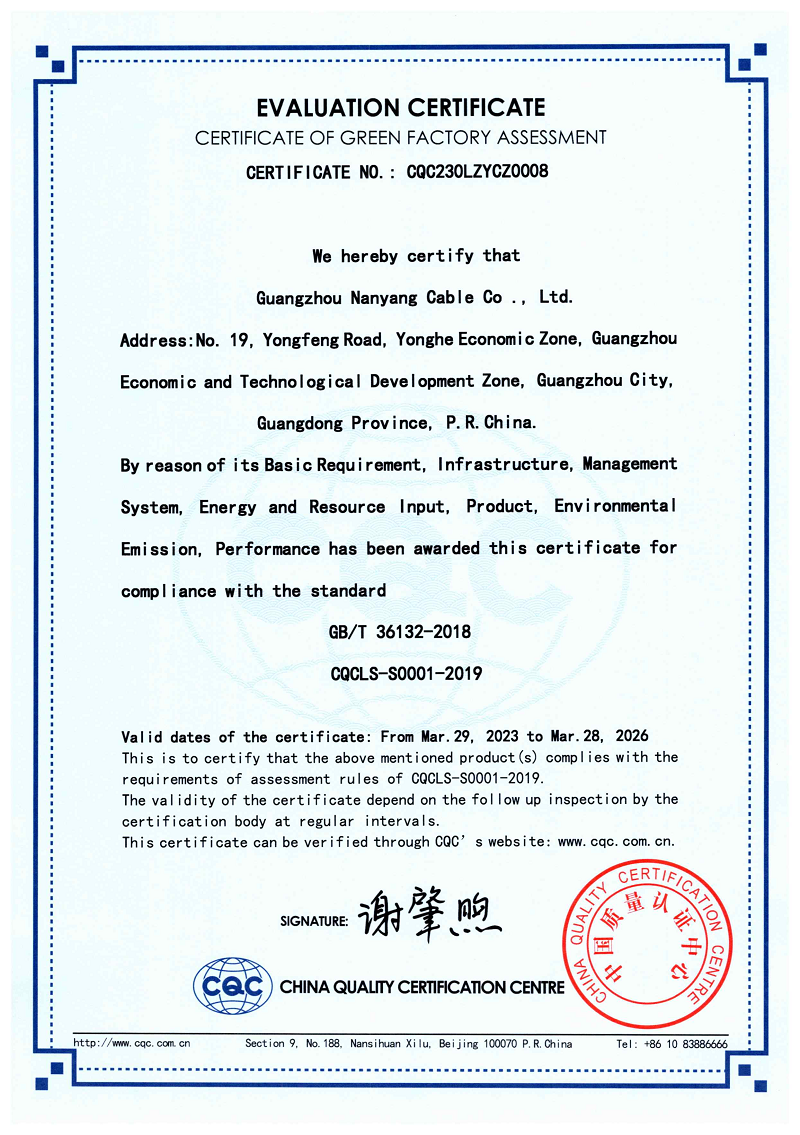 EVALUATION CERTIFICATE
CERTIFICATE OF GREEN FACTORY ASSESSMENT
CERTIFICATE NO.: CQC230LZYCZ0008
We hereby certify that
Guangzhou Nanyang Cable Co ., Ltd.
Address:No. 19, Yongfeng Road, Yonghe Economic Zone, Guangzhou
Economic and Technological Development Zone, Guangzhou City,
Guangdong Province, P.R.China.
By reason of its Basic Requirement, Infrastructure, Management
System, Energy and Resource Input, Product, Environmental
Emission, Performance has been awarded this certificate for
compliance with the standard
GB/T 36132-2018
CQCLS-S0001-2019
Valid dates of the certificate: From Mar.29, 2023 to Mar.28, 2026
This is to certify that the above mentioned product(s) complies with the
requirements of assessment rules of CQCLS-S0001-2019.
The validity of the certificate depend on the follow up inspection by the
certification body at regular intervals.
This certificate can be verified through CQC’s website: www.cqc.com.cn.
SIGNATURE: 谢肇煦
CQC CHINA QUALITY CERTIFICATION CENTRE
CHINA QUALITY CERTIFICATION CENTRE
中国质量认证中心
http://www.cqc.com.cn Section 9, No.188, Nansihuan Xilu, Beijing 100070 P.R.China Tel: +86 10 83886666
CQC